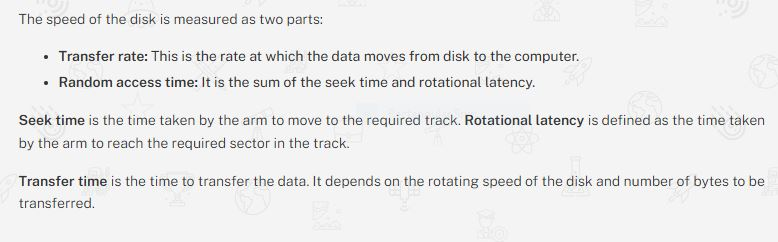 The speed of the disk is measured as two parts:
• Transfer rate: This is the rate at which the data moves from disk to the computer.
• Random access time: It is the sum of the seek time and rotational latency.
Seek time is the time taken by the arm to move to the required track. Rotational latency is defined as the time taken
by the arm to reach the required sector in the track.
Transfer time is the time to transfer the data. It depends on the rotating speed of the disk and number of bytes to be
transferred.